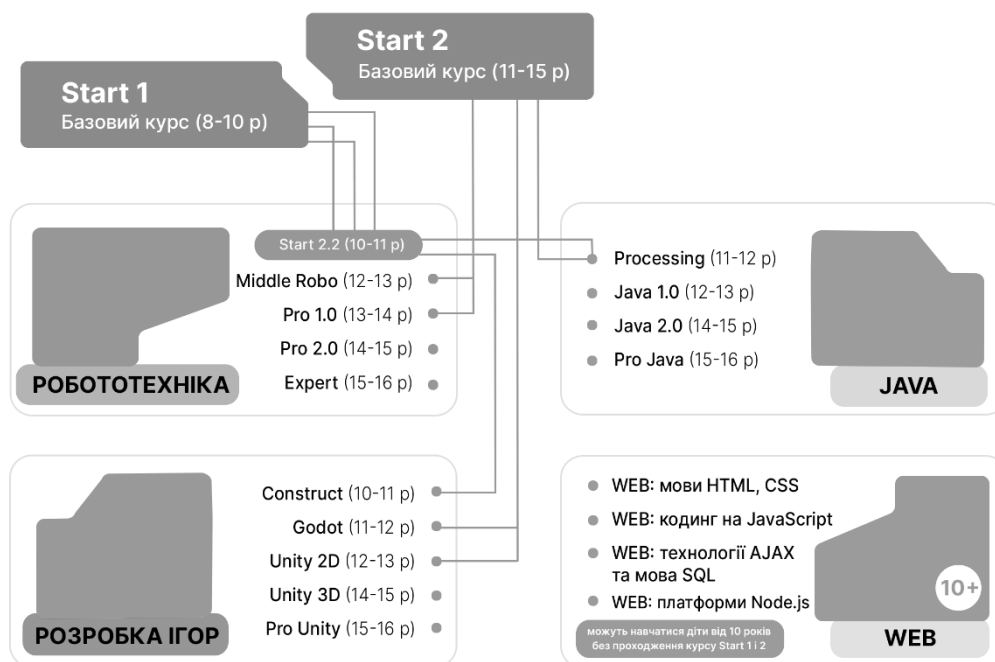 Start 1
Базовий курс (8-10 р)
Start 2
Базовий курс (11-15 р)
Start 2.2 (10-11 р)
Middle Robo (12-13 р)
Pro 1.0 (13-14 р)
Pro 2.0 (14-15 р)
Expert (15-16 р)
РОБОТОТЕХНІКА
Processing (11-12 р)
Java 1.0 (12-13 р)
Java 2.0 (14-15 р)
Pro Java (15-16 р)
JAVA
Construct (10-11 р)
Godot (11-12 р)
Unity 2D (12-13 р)
Unity 3D (14-15 р)
Pro Unity (15-16 р)
РОЗРОБКА ІГОР
WEB: мови HTML, CSS
WEB: кодинг на JavaScript
WEB: технології AJAX
та мова SQL
WEB: платформи Node.js
можуть навчатися діти від 10 років
без проходження курсу Start 1 і 2
10+
WEB